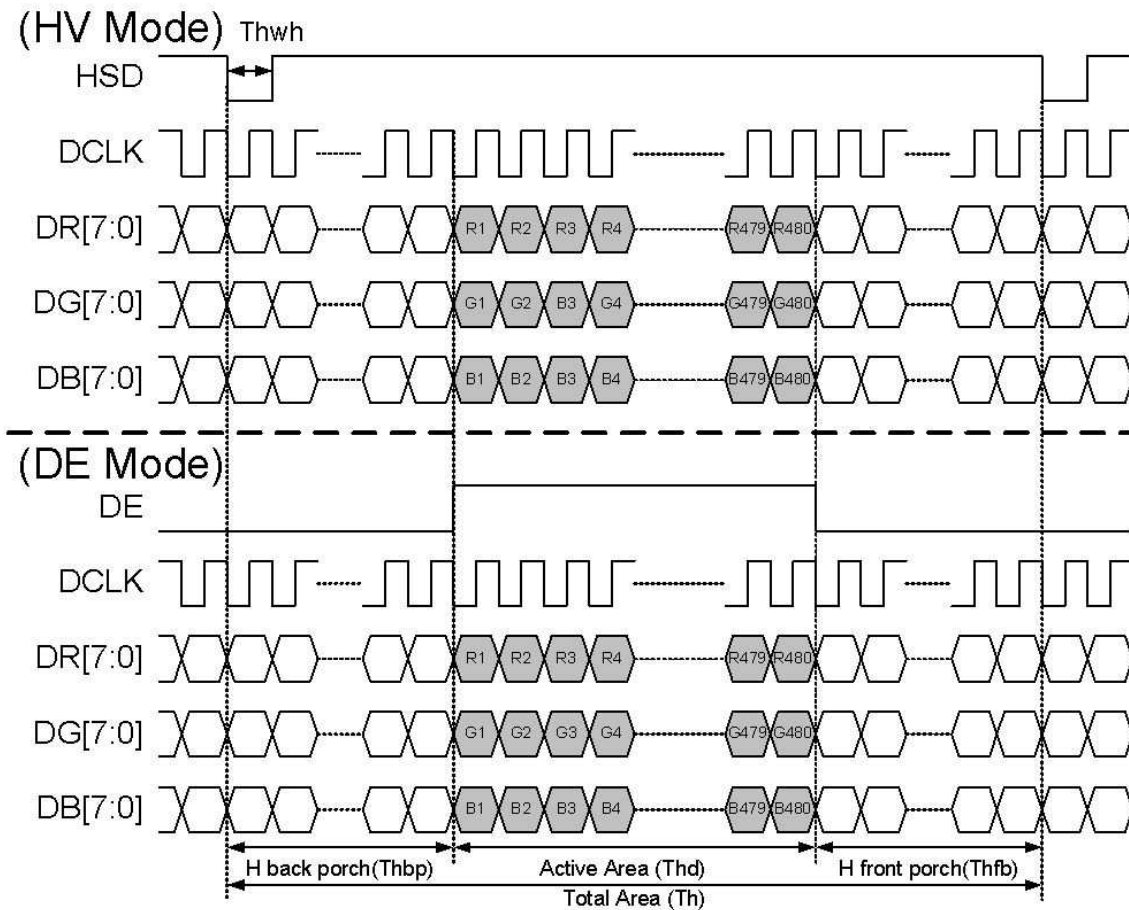 (HV Mode) Thwh
HSD
DCLK
DR[7:0] R1 R2 R3 R4 R479 R480
DG[7:0] G1 G2 B3 G4 G479 G480
DB[7:0] B1 B2 B3 B4 B479 B480
(DE Mode)
DE
DCLK
DR[7:0] R1 R2 R3 R4 R479 R480
DG[7:0] G1 G2 G3 G4 G479 G480
DB[7:0] B1 B2 B3 B4 B479 B480
H back porch(Thbp) Active Area (Thd) H front porch(Thfb)
Total Area (Th)